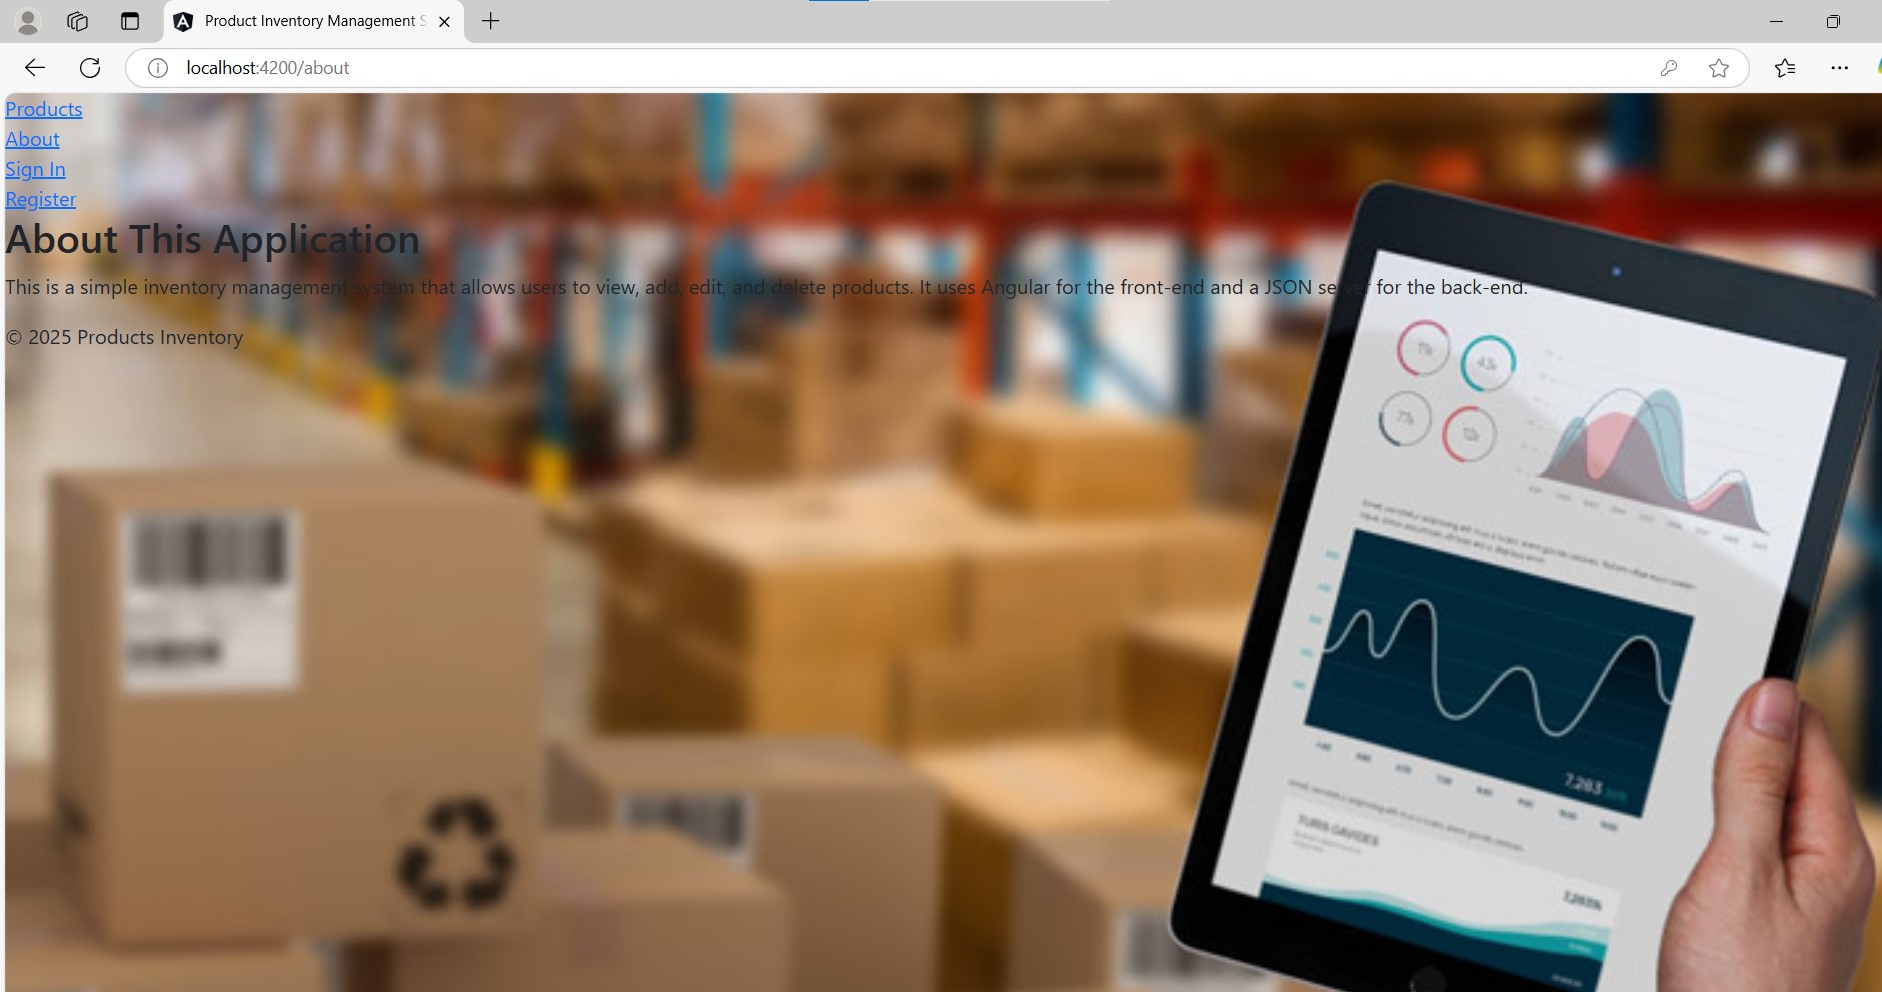 Product Inventory Management S
localhost:4200/about
Products
About
Sign In
Register
About This Application
This is a simple inventory management system that allows users to view, add, edit, and delete products. It uses Angular for the front-end and a JSON server for the back-end.
© 2025 Products Inventory
7,283